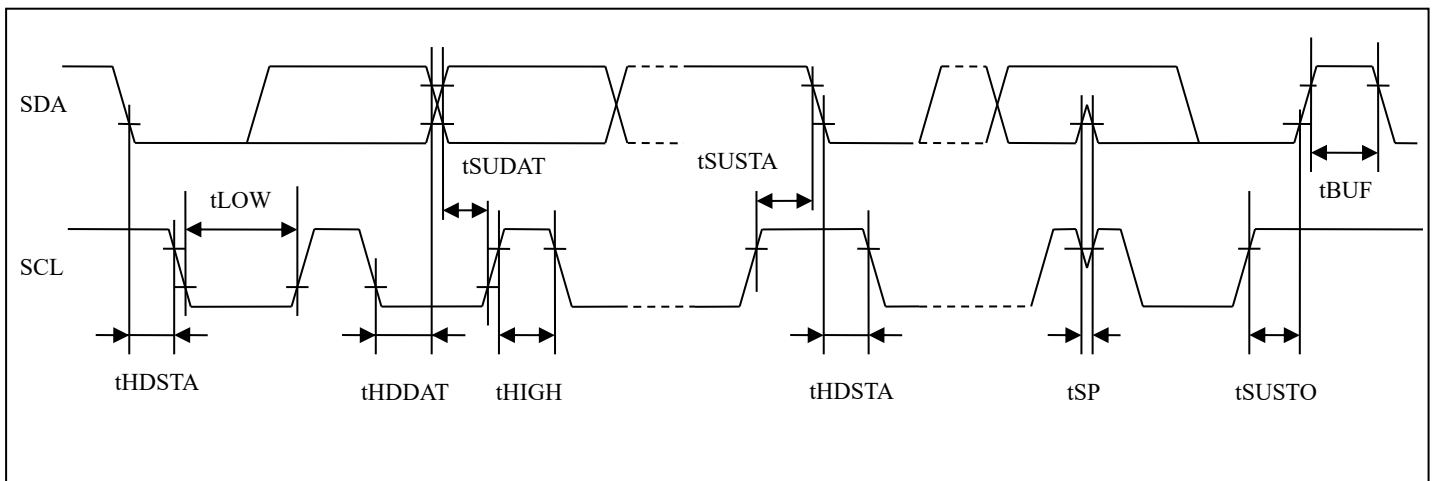 SDA
tSUDAT
tSUSTA
tLOW
tBUF
SCL
tHDSTA
tHDDAT
tHIGH
tHDSTA
tSP
tSUSTO